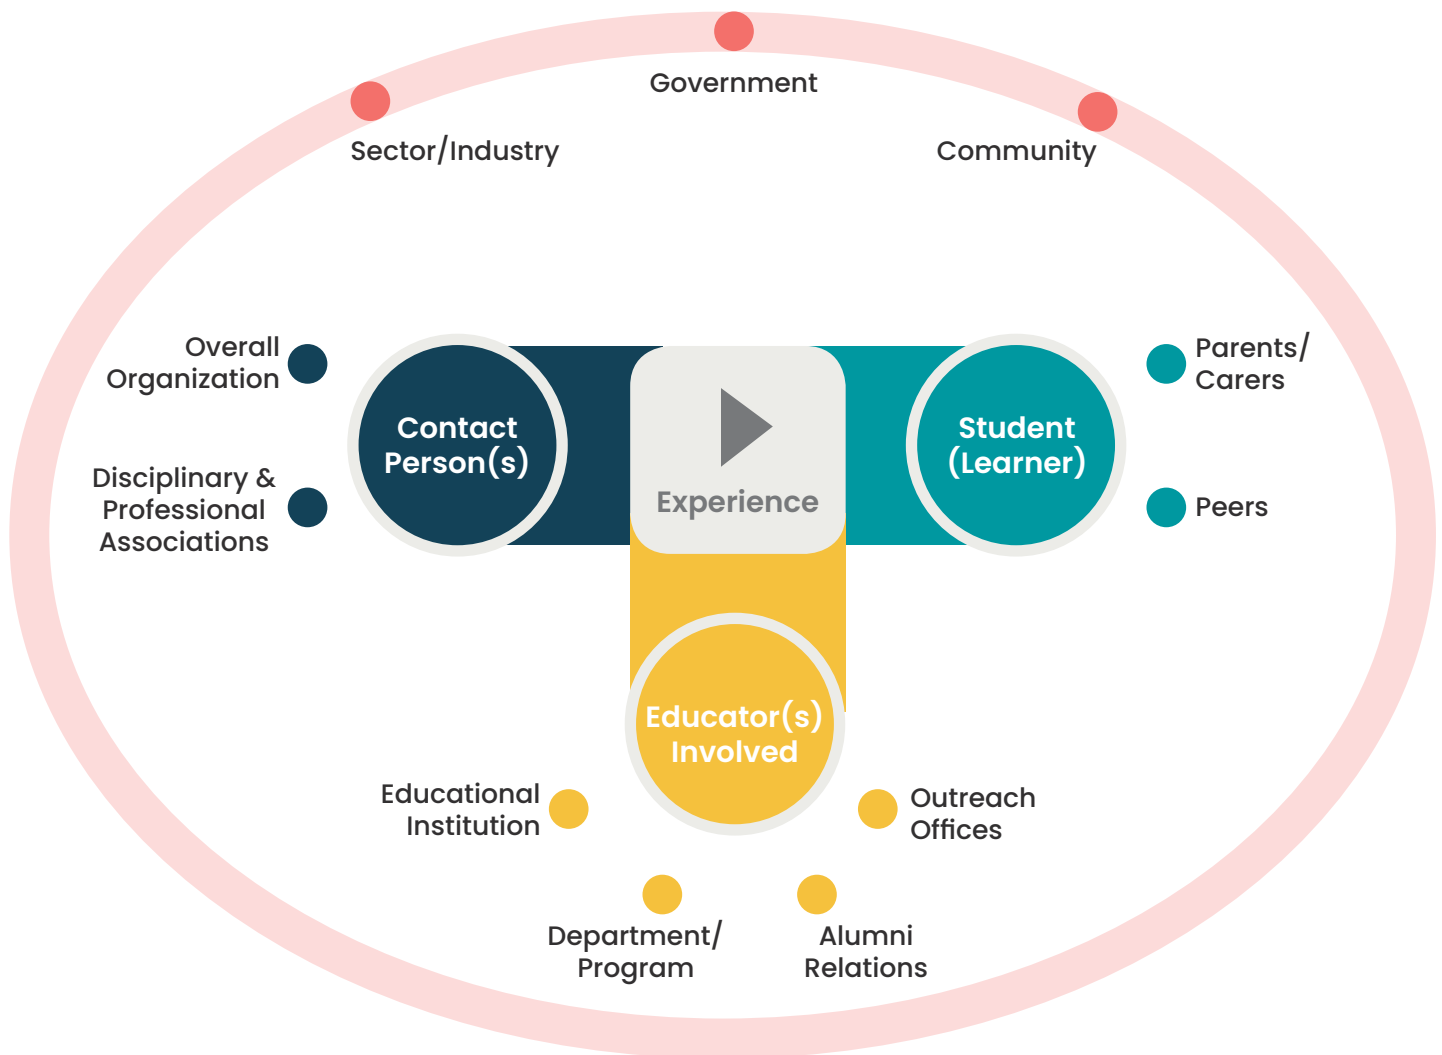 Government
Sector/Industry
Community
Overall
Organization
Disciplinary &
Professional
Associations
Contact
Person(s)
Experience
Student
(Learner)
Parents/
Carers
Peers
Educator(s)
Involved
Educational
Institution
Outreach
Offices
Department/
Program
Alumni
Relations